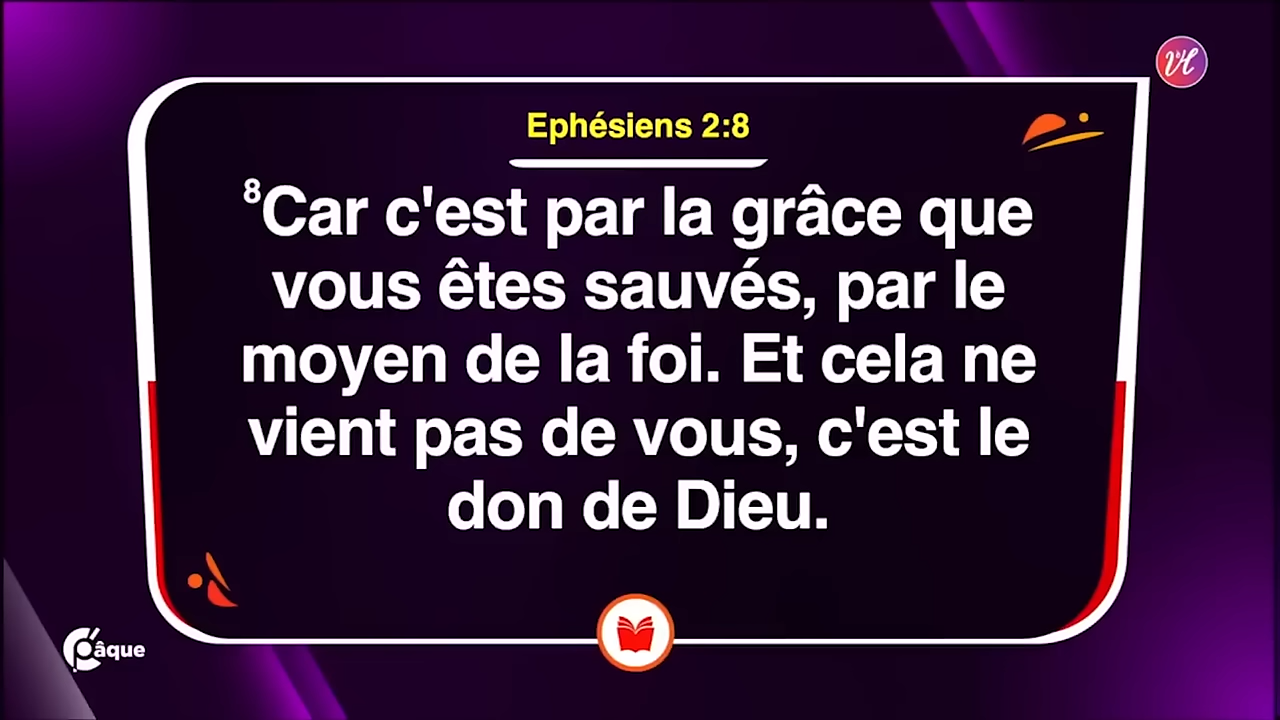 Ephésiens 2:8
⁸Car c'est par la grâce que
vous êtes sauvés, par le
moyen de la foi. Et cela ne
vient pas de vous, c'est le
don de Dieu.
Pâque